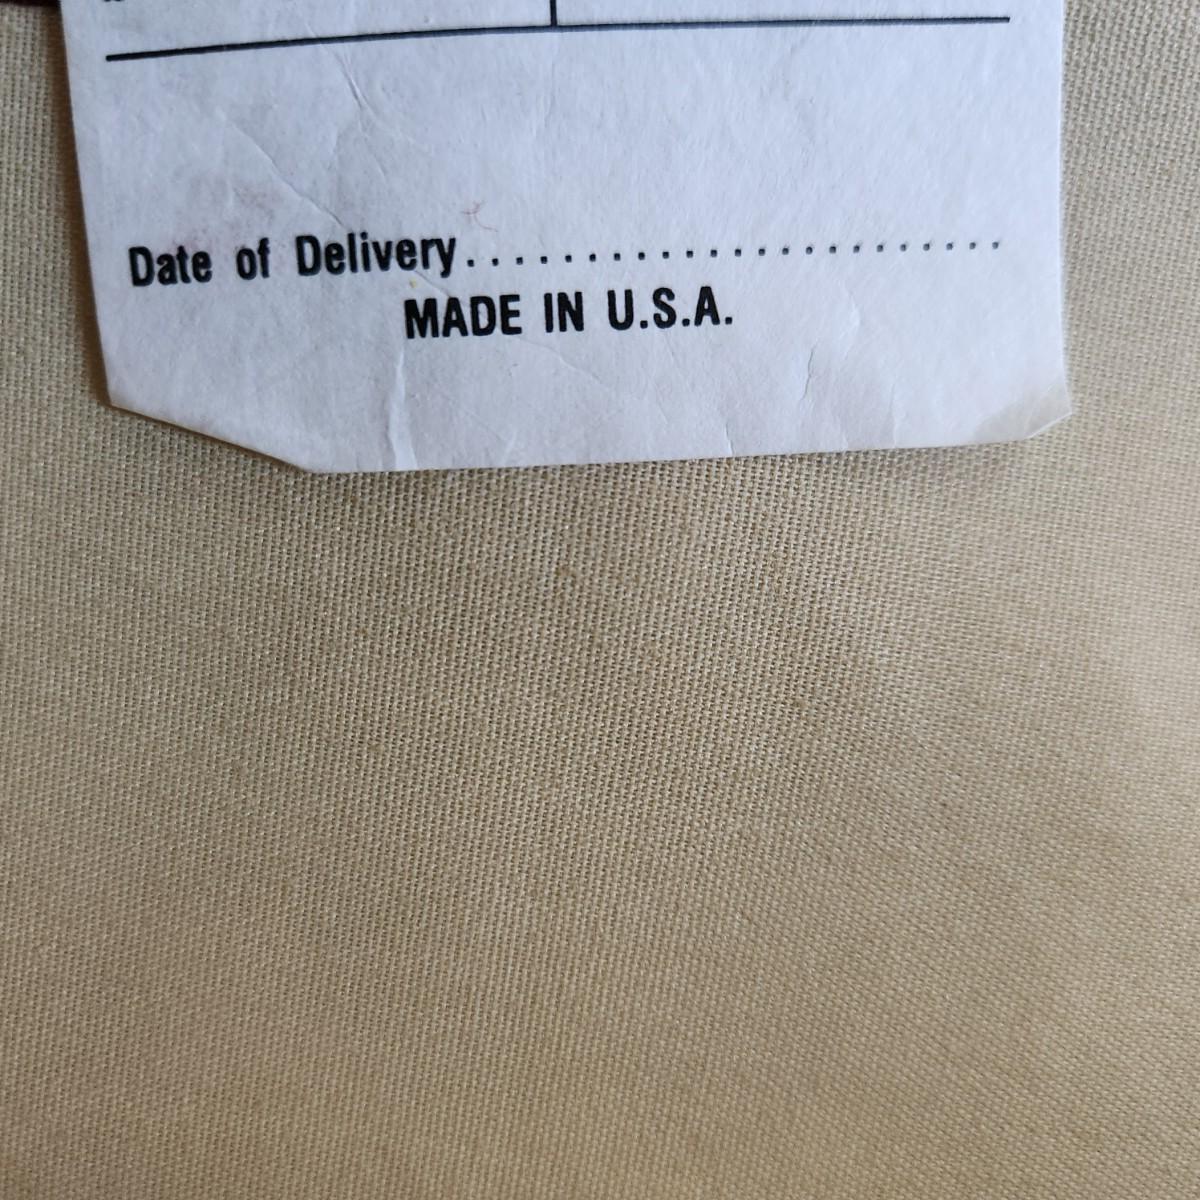 Date of Delivery.......................
MADE IN U.S.A.